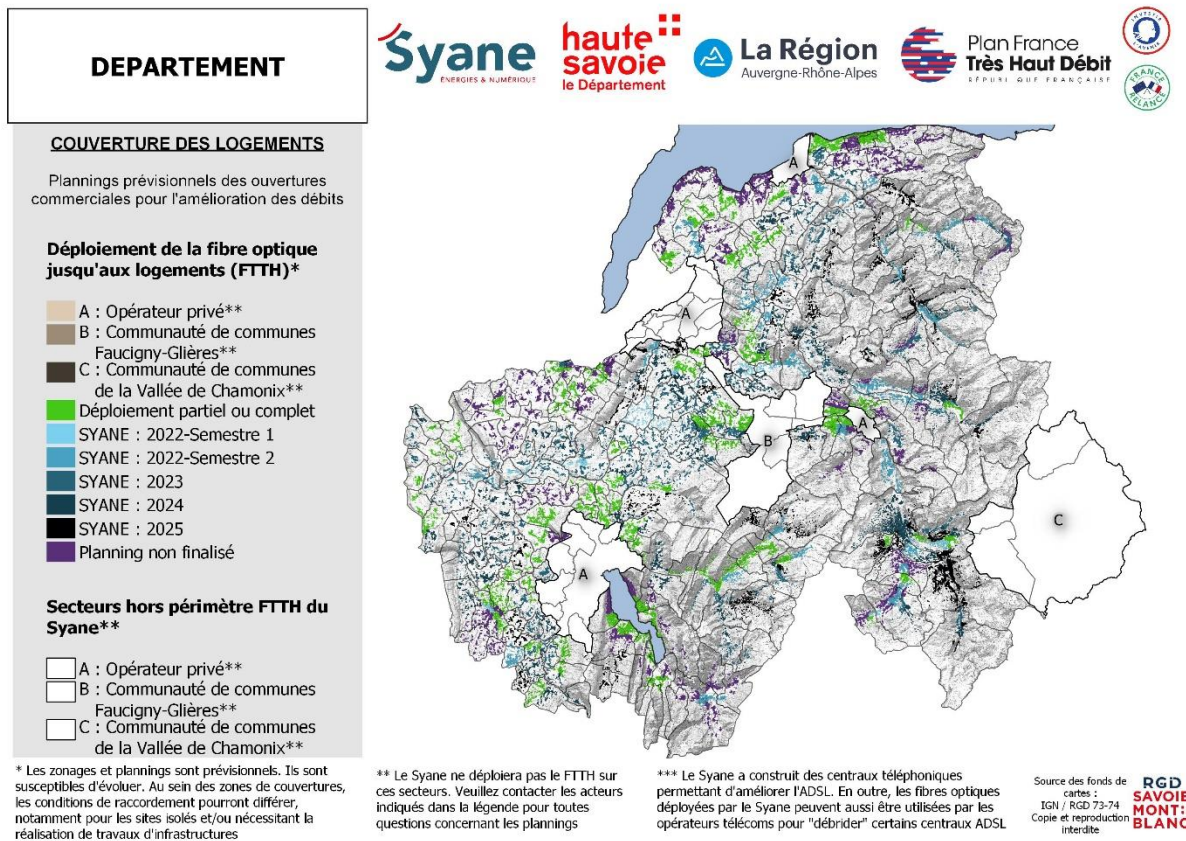 DEPARTEMENT
Syane
ÉNERGIES & NUMÉRIQUE
haute
savoie
le Département
La Région
Auvergne-Rhône-Alpes
Plan France
Très Haut Débit
RÉPUBLIQUE FRANÇAISE
FRANCE
RELANCE
COUVERTURE DES LOGEMENTS
Plannings prévisionnels des ouvertures
commerciales pour l'amélioration des débits
Déploiement de la fibre optique
jusqu'aux logements (FTTH)*
A : Opérateur privé**
B : Communauté de communes
Faucigny-Glières**
C : Communauté de communes
de la Vallée de Chamonix**
Déploiement partiel ou complet
SYANE : 2022-Semestre 1
SYANE : 2022-Semestre 2
SYANE : 2023
SYANE : 2024
SYANE : 2025
Planning non finalisé
Secteurs hors périmètre FTTH du
Syane**
A : Opérateur privé**
B : Communauté de communes
Faucigny-Glières**
C : Communauté de communes
de la Vallée de Chamonix**
A
A
B
A
C
A
* Les zonages et plannings sont prévisionnels. Ils sont
susceptibles d'évoluer. Au sein des zones de couvertures,
les conditions de raccordement pourront différer,
notamment pour les sites isolés et/ou nécessitant la
réalisation de travaux d'infrastructures
** Le Syane ne déploiera pas le FTTH sur
ces secteurs. Veuillez contacter les acteurs
indiqués dans la légende pour toutes
questions concernant les plannings
*** Le Syane a construit des centraux téléphoniques
permettant d'améliorer l'ADSL. En outre, les fibres optiques
déployées par le Syane peuvent aussi être utilisées par les
opérateurs télécoms pour "débrider" certains centraux ADSL
Source des fonds de
cartes :
IGN / RGD 73-74
Copie et reproduction
interdite
RGD
SAVOIE
MONT:
BLANC